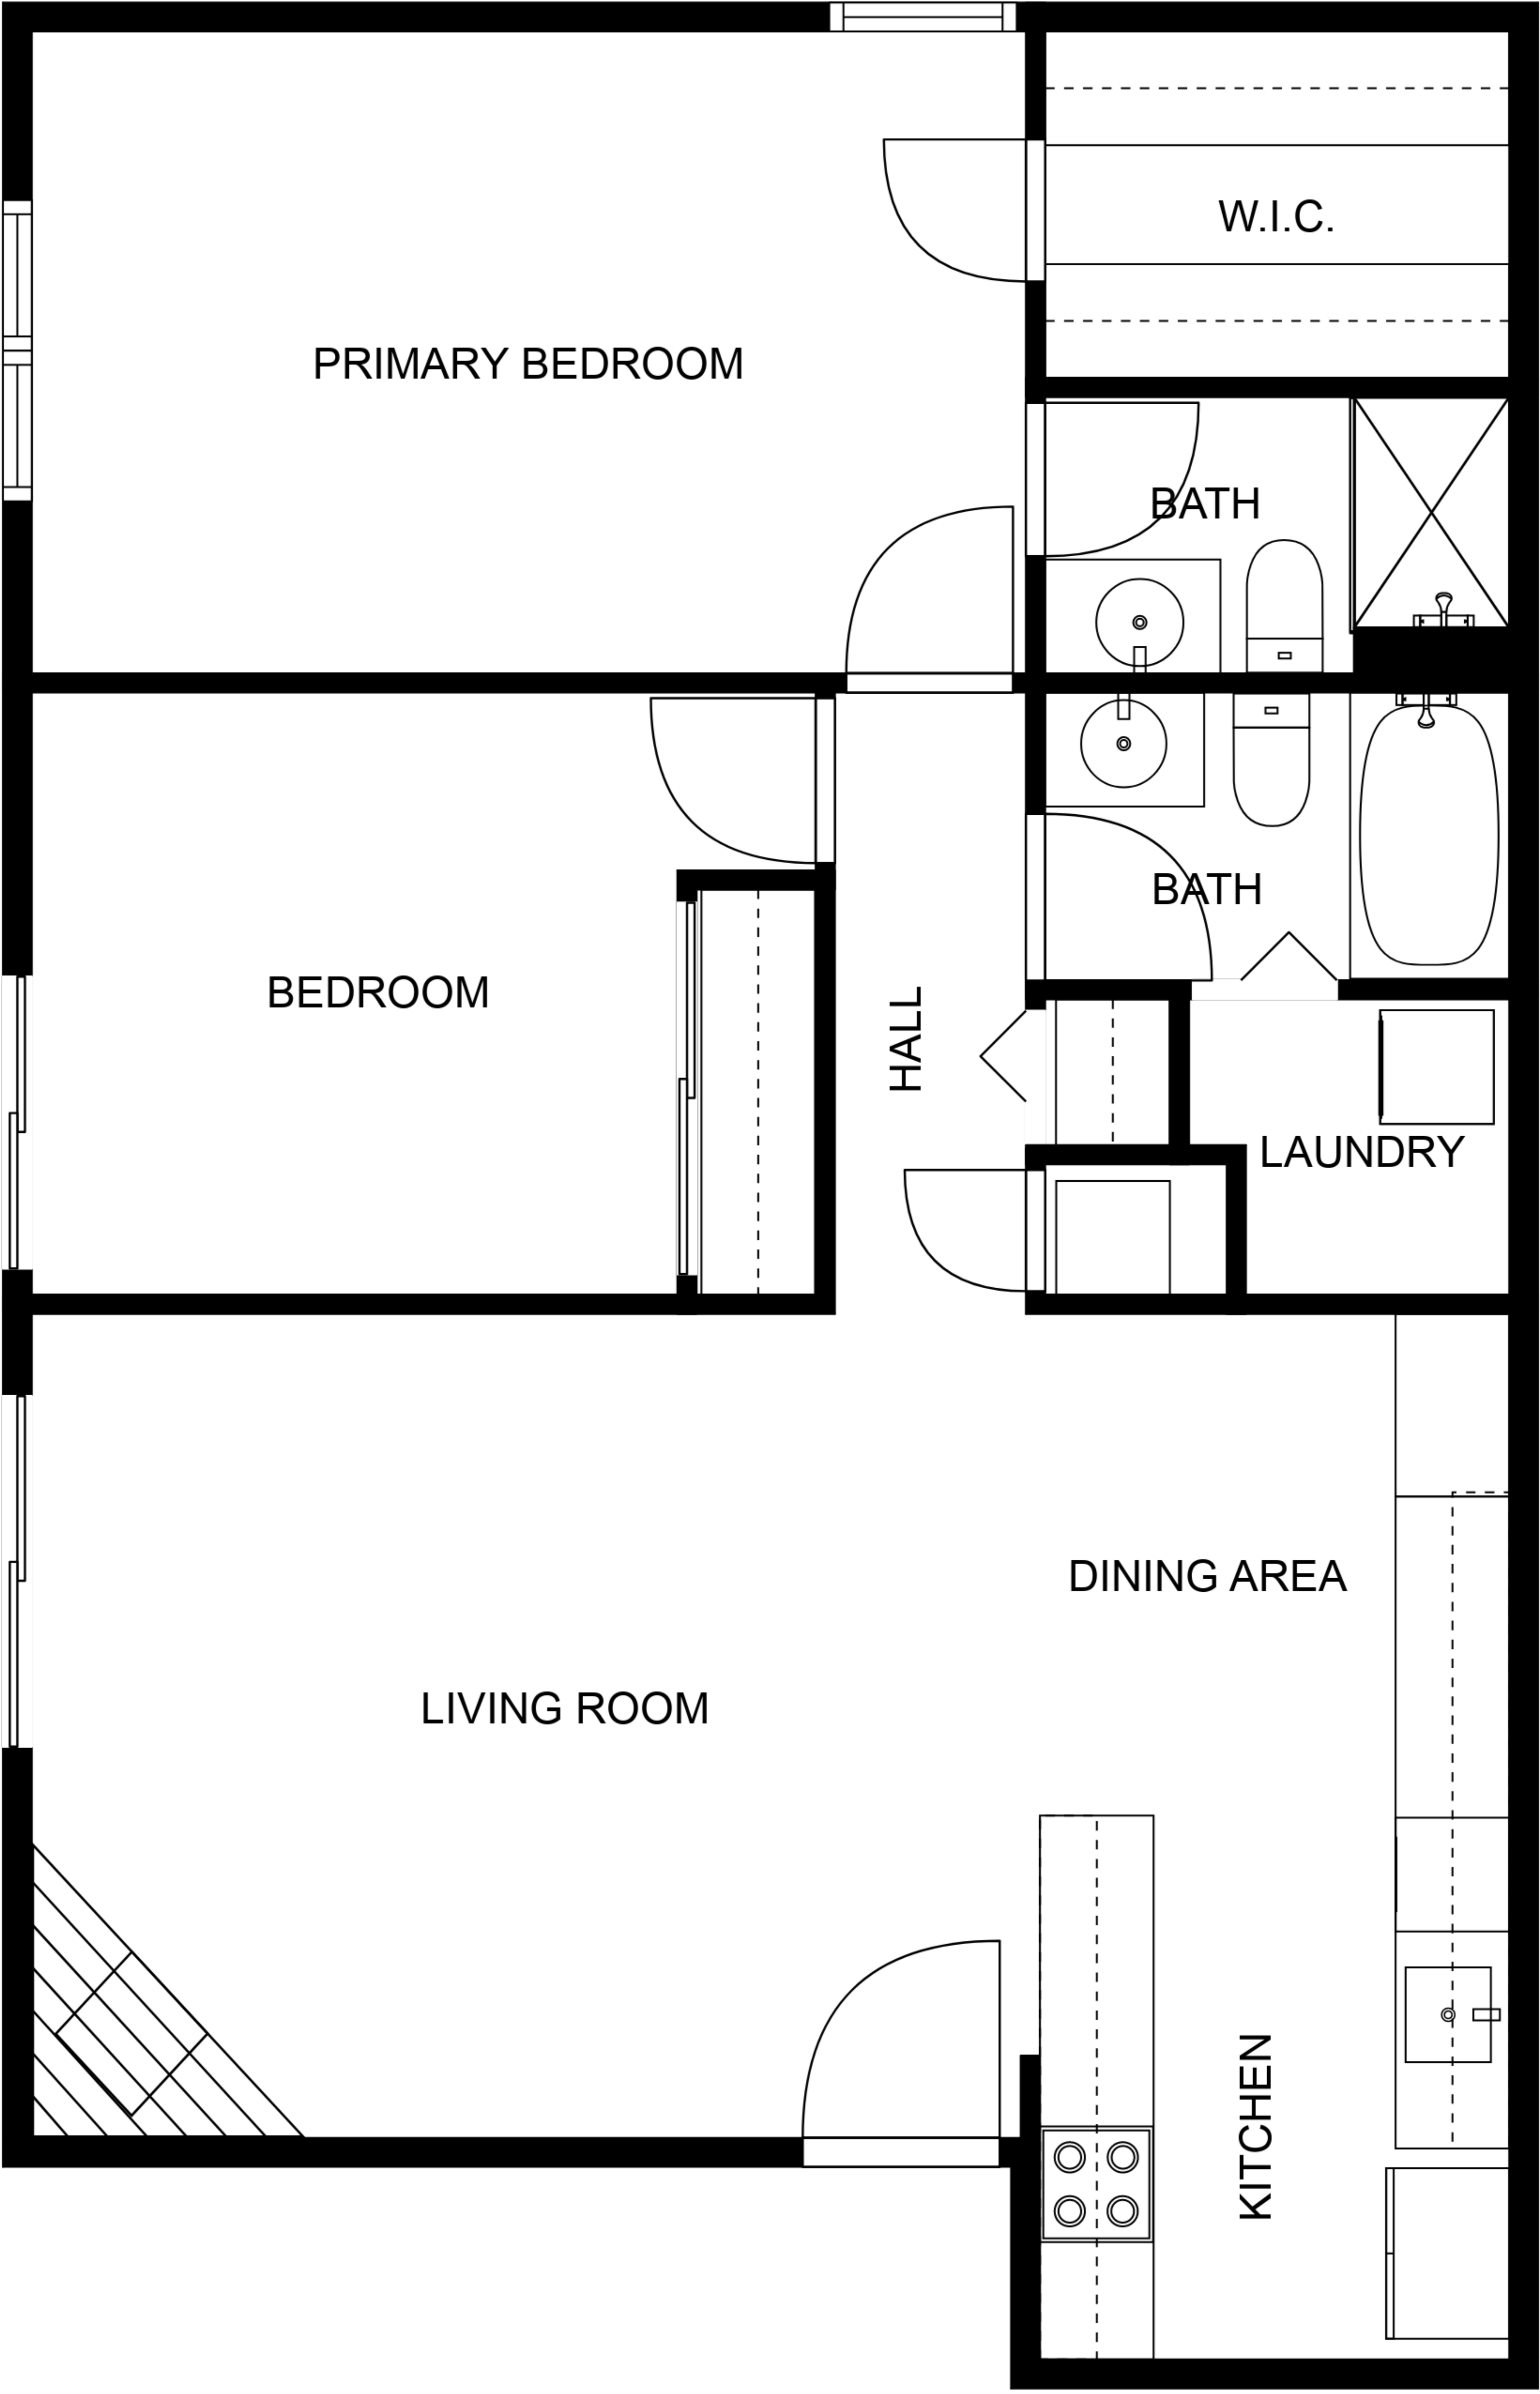 W.I.C.
PRIMARY BEDROOM
BATH
BATH
BEDROOM
HALL
LAUNDRY
DINING AREA
LIVING ROOM
KITCHEN